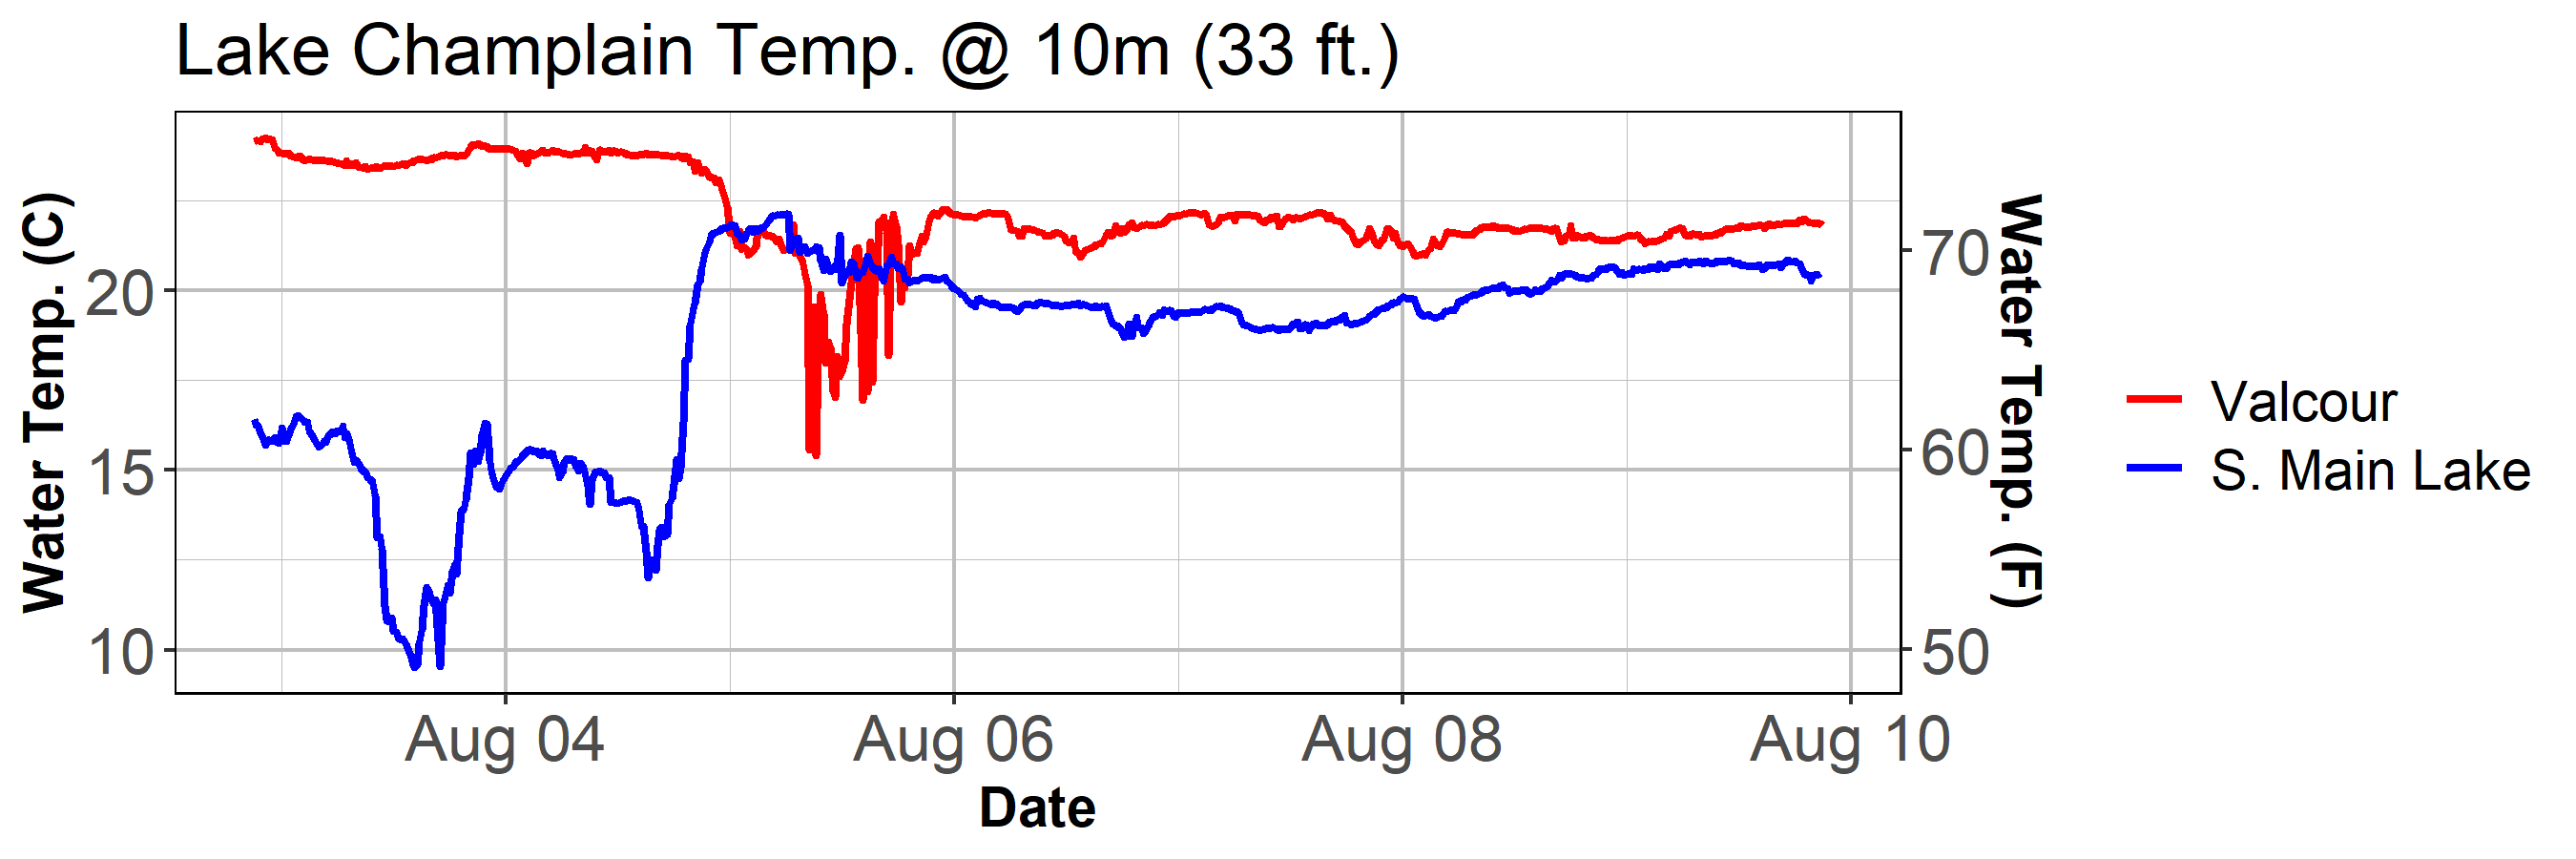 Lake Champlain Temp. @ 10m (33 ft.)
Water Temp. (C)
20
15
10
70
60
50
Water Temp. (F)
Aug 04
Aug 06
Aug 08
Aug 10
Date
Valcour
S. Main Lake